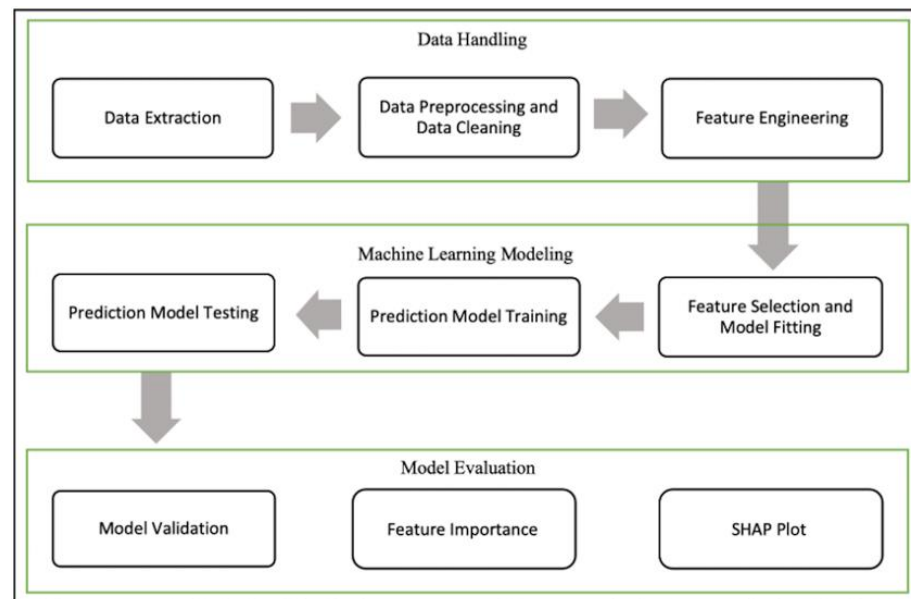 Data Handling
Data Extraction
Data Preprocessing and
Data Cleaning
Feature Engineering
Machine Learning Modeling
Prediction Model Testing
Prediction Model Training
Feature Selection and
Model Fitting
Model Evaluation
Model Validation
Feature Importance
SHAP Plot